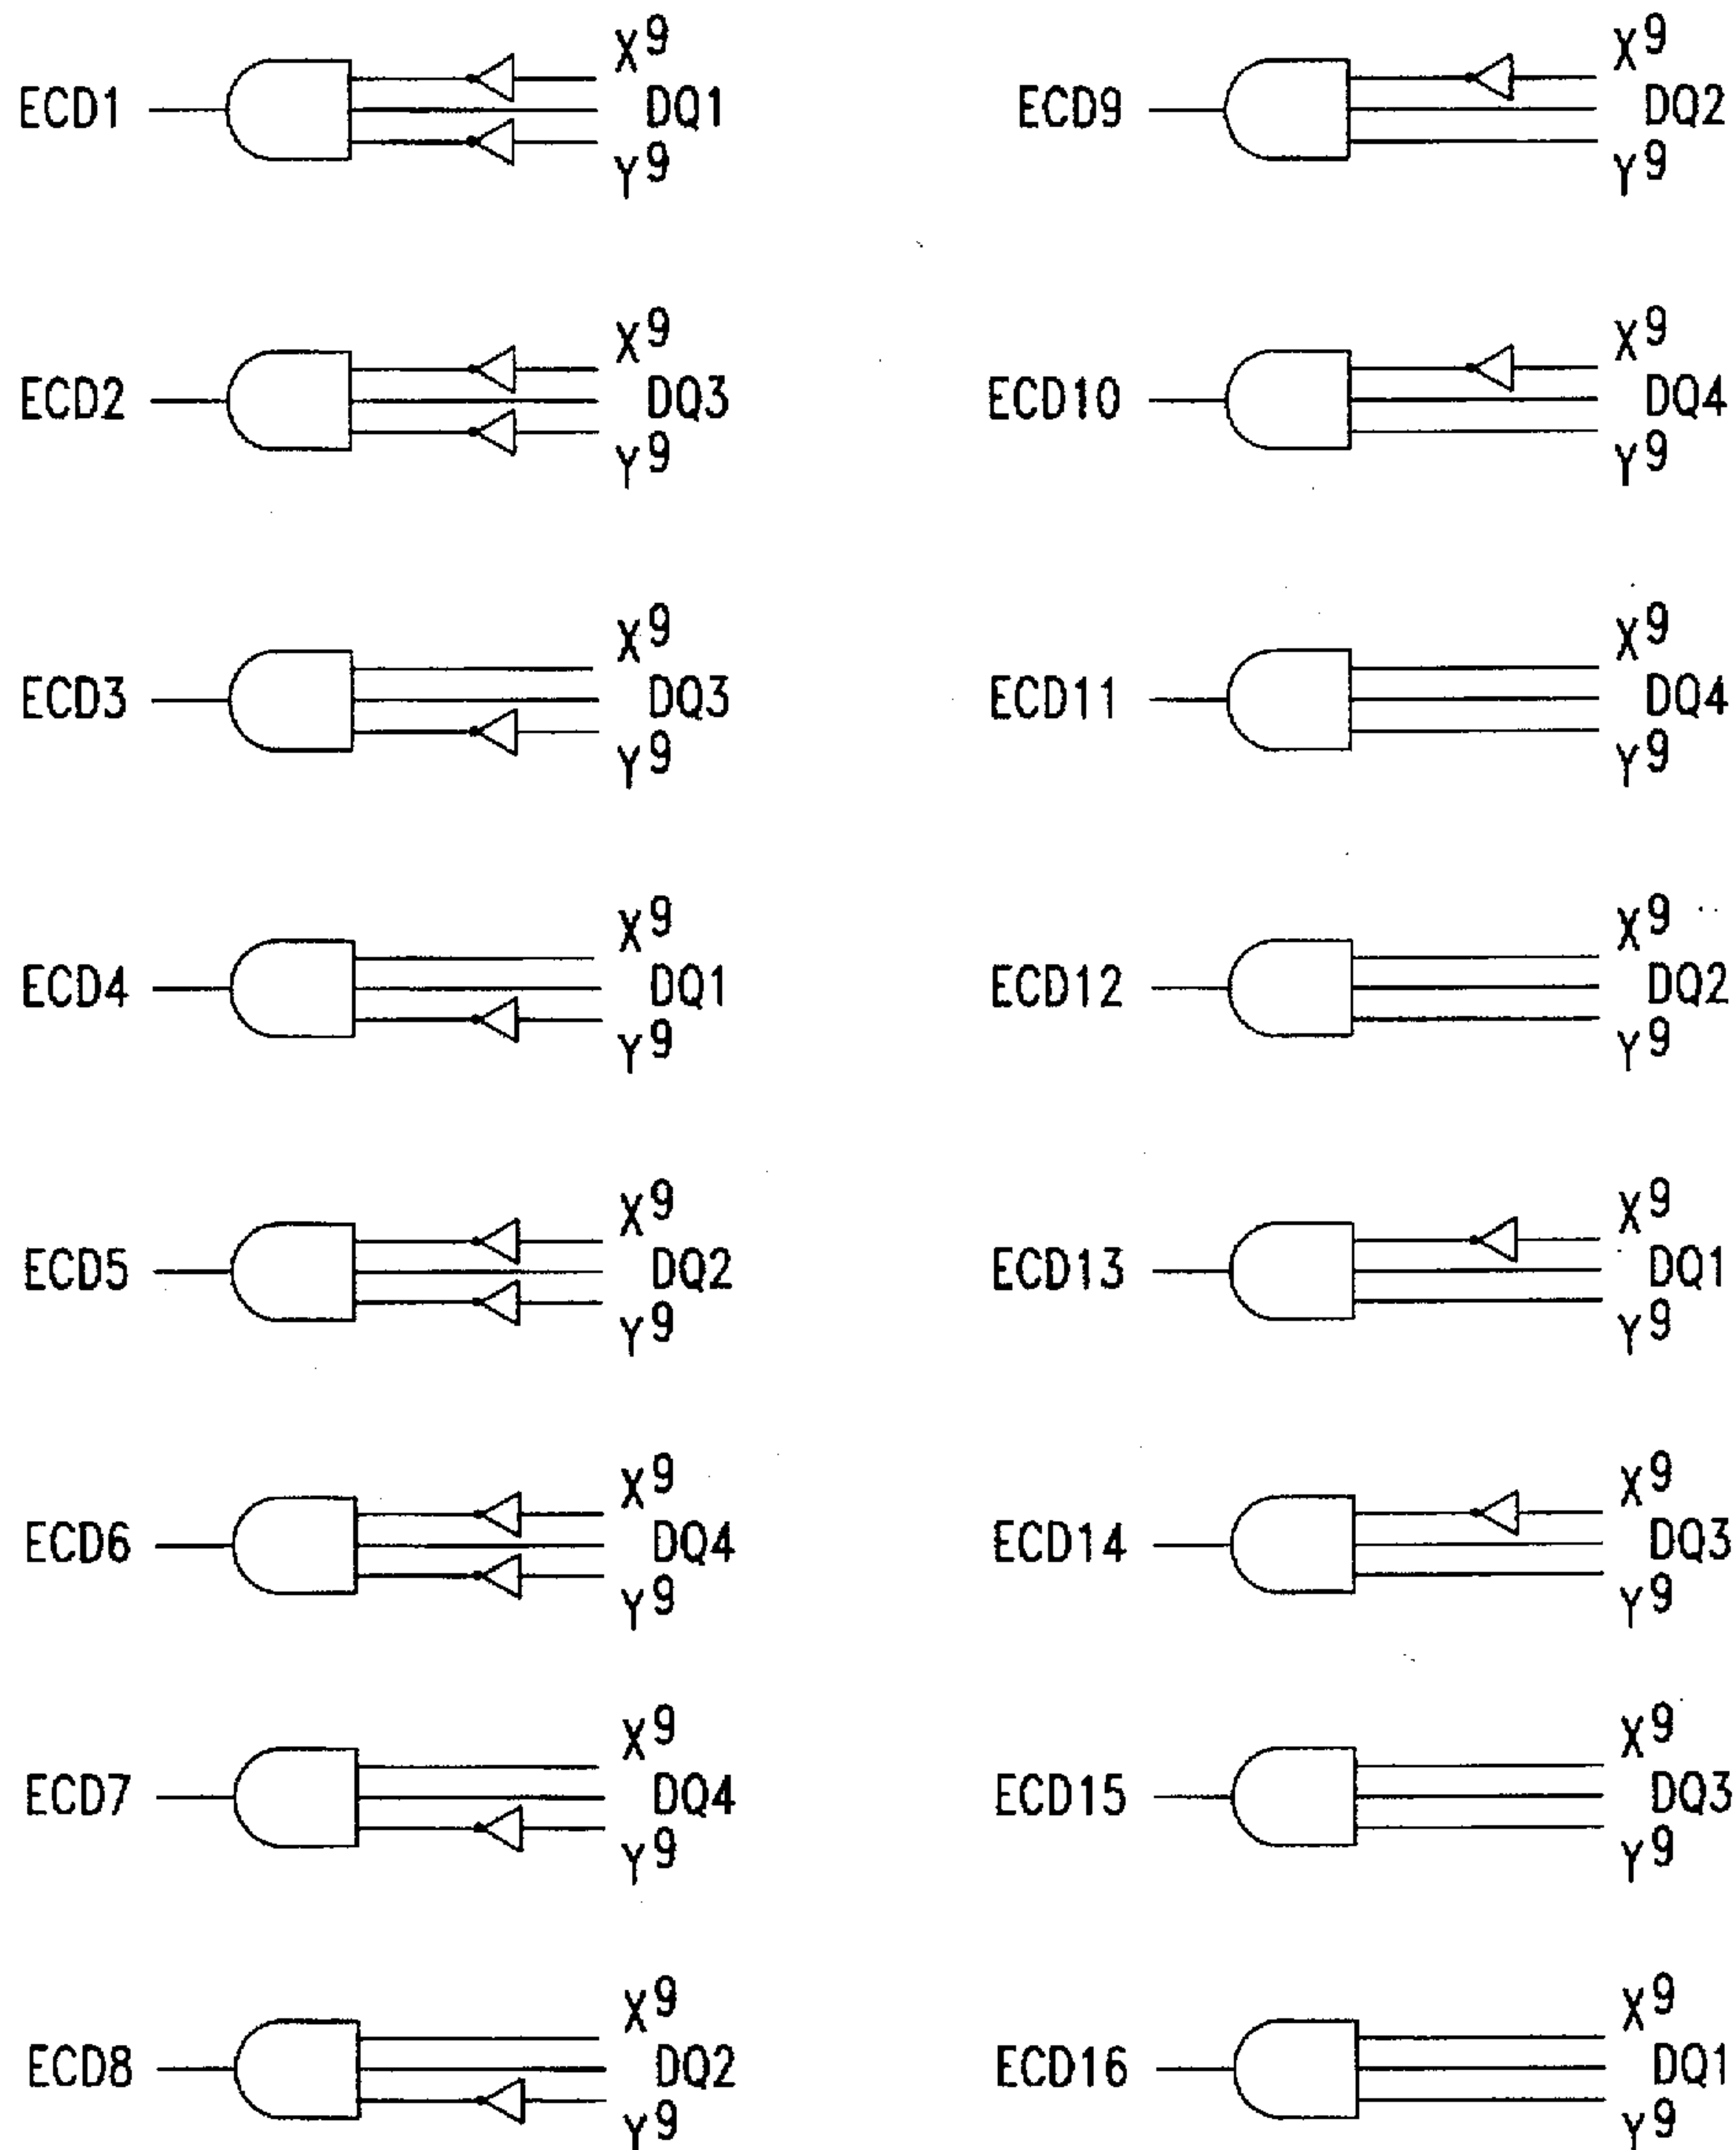 X9
ECD1 DQ1
Y9
X9
ECD2 DQ3
Y9
X9
ECD3 DQ3
Y9
X9
ECD4 DQ1
Y9
X9
ECD5 DQ2
Y9
X9
ECD6 DQ4
Y9
X9
ECD7 DQ4
Y9
X9
ECD8 DQ2
Y9
X9
ECD9 DQ2
Y9
X9
ECD10 DQ4
Y9
X9
ECD11 DQ4
Y9
X9
ECD12 DQ2
Y9
X9
ECD13 DQ1
Y9
X9
ECD14 DQ3
Y9
X9
ECD15 DQ3
Y9
X9
ECD16 DQ1
Y9